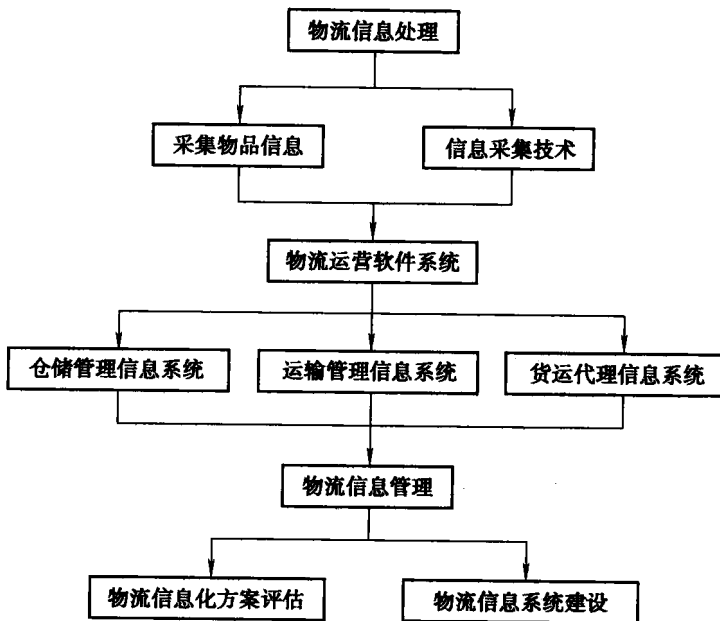 物流信息处理
采集物品信息
信息采集技术
物流运营软件系统
仓储管理信息系统
运输管理信息系统
货运代理信息系统
物流信息管理
物流信息化方案评估
物流信息系统建设